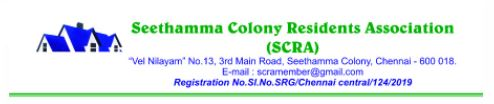 Seethamma Colony Residents Association
(SCRA)
"Vel Nilayam" No.13, 3rd Main Road, Seethamma Colony, Chennai - 600 018.
E-mail : scramember@gmail.com
Registration No.Sl.No.SRG/Chennai central/124/2019